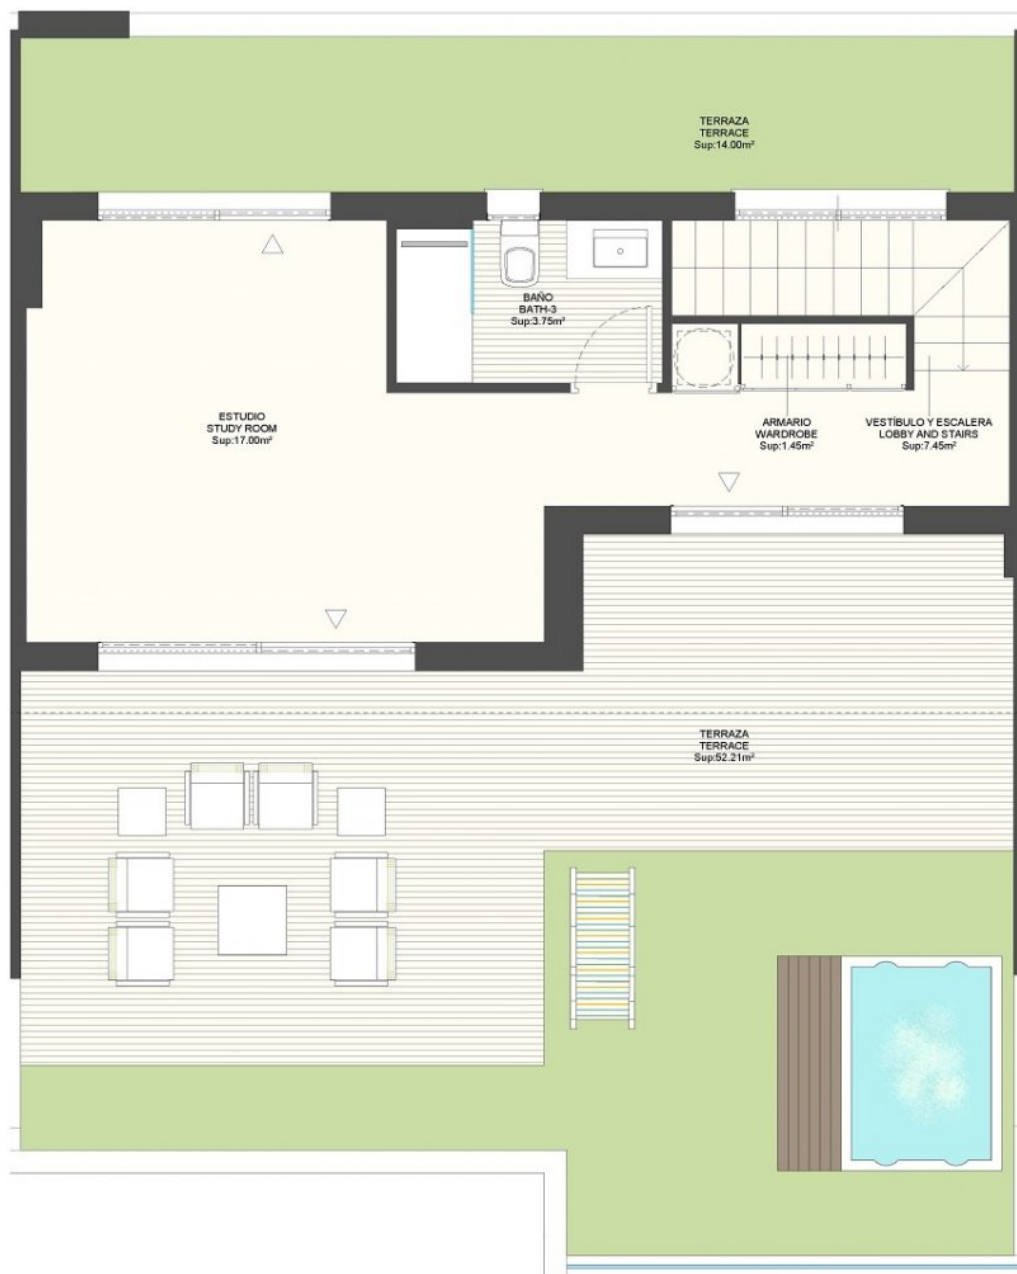 TERRAZA
TERRACE
Sup:14.00m²
BAÑO
BATH-3
Sup:3.75m²
ESTUDIO
STUDY ROOM
Sup:17.00m²
ARMARIO
WARDROBE
Sup:1.45m²
VESTÍBULO Y ESCALERA
LOBBY AND STAIRS
Sup:7.45m²
TERRAZA
TERRACE
Sup:52.21m²